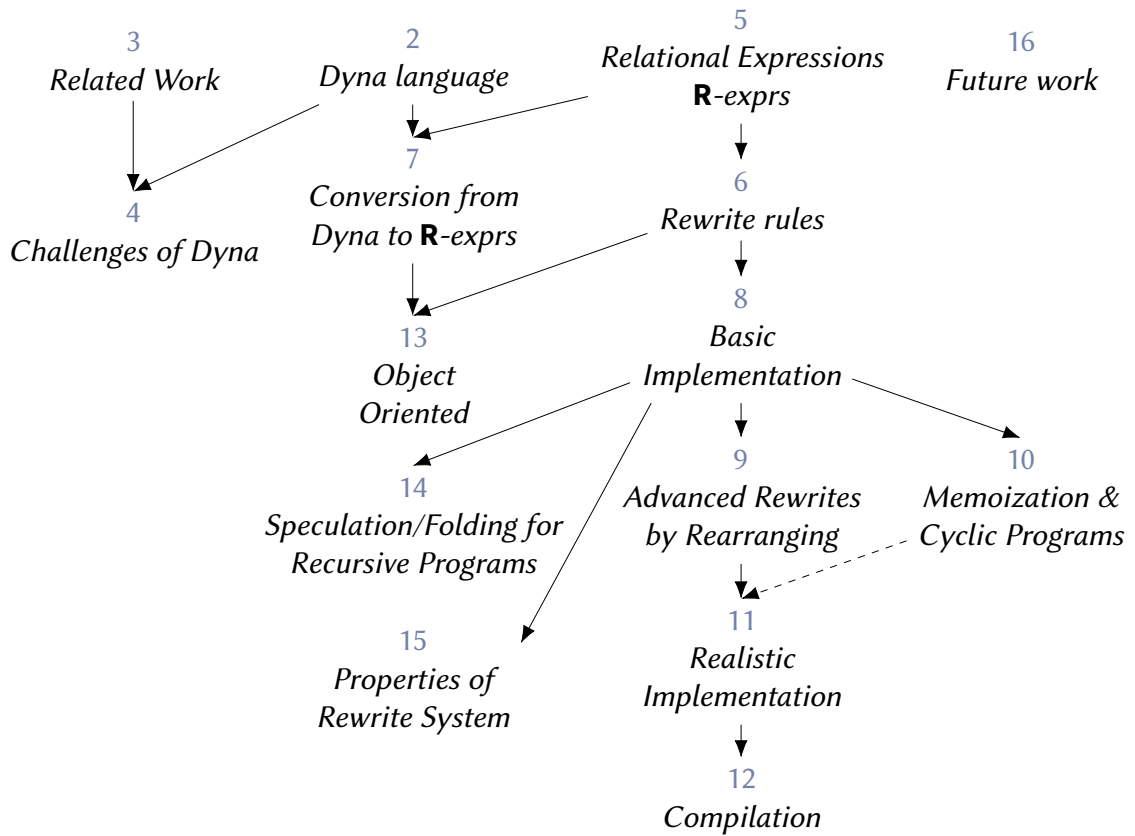 3
Related Work
2
Dyna language
5
Relational Expressions
R-exprs
16
Future work
4
Challenges of Dyna
7
Conversion from
Dyna to R-exprs
6
Rewrite rules
13
Object
Oriented
8
Basic
Implementation
14
Speculation/Folding for
Recursive Programs
9
Advanced Rewrites
by Rearranging
10
Memoization &
Cyclic Programs
15
Properties of
Rewrite System
11
Realistic
Implementation
12
Compilation